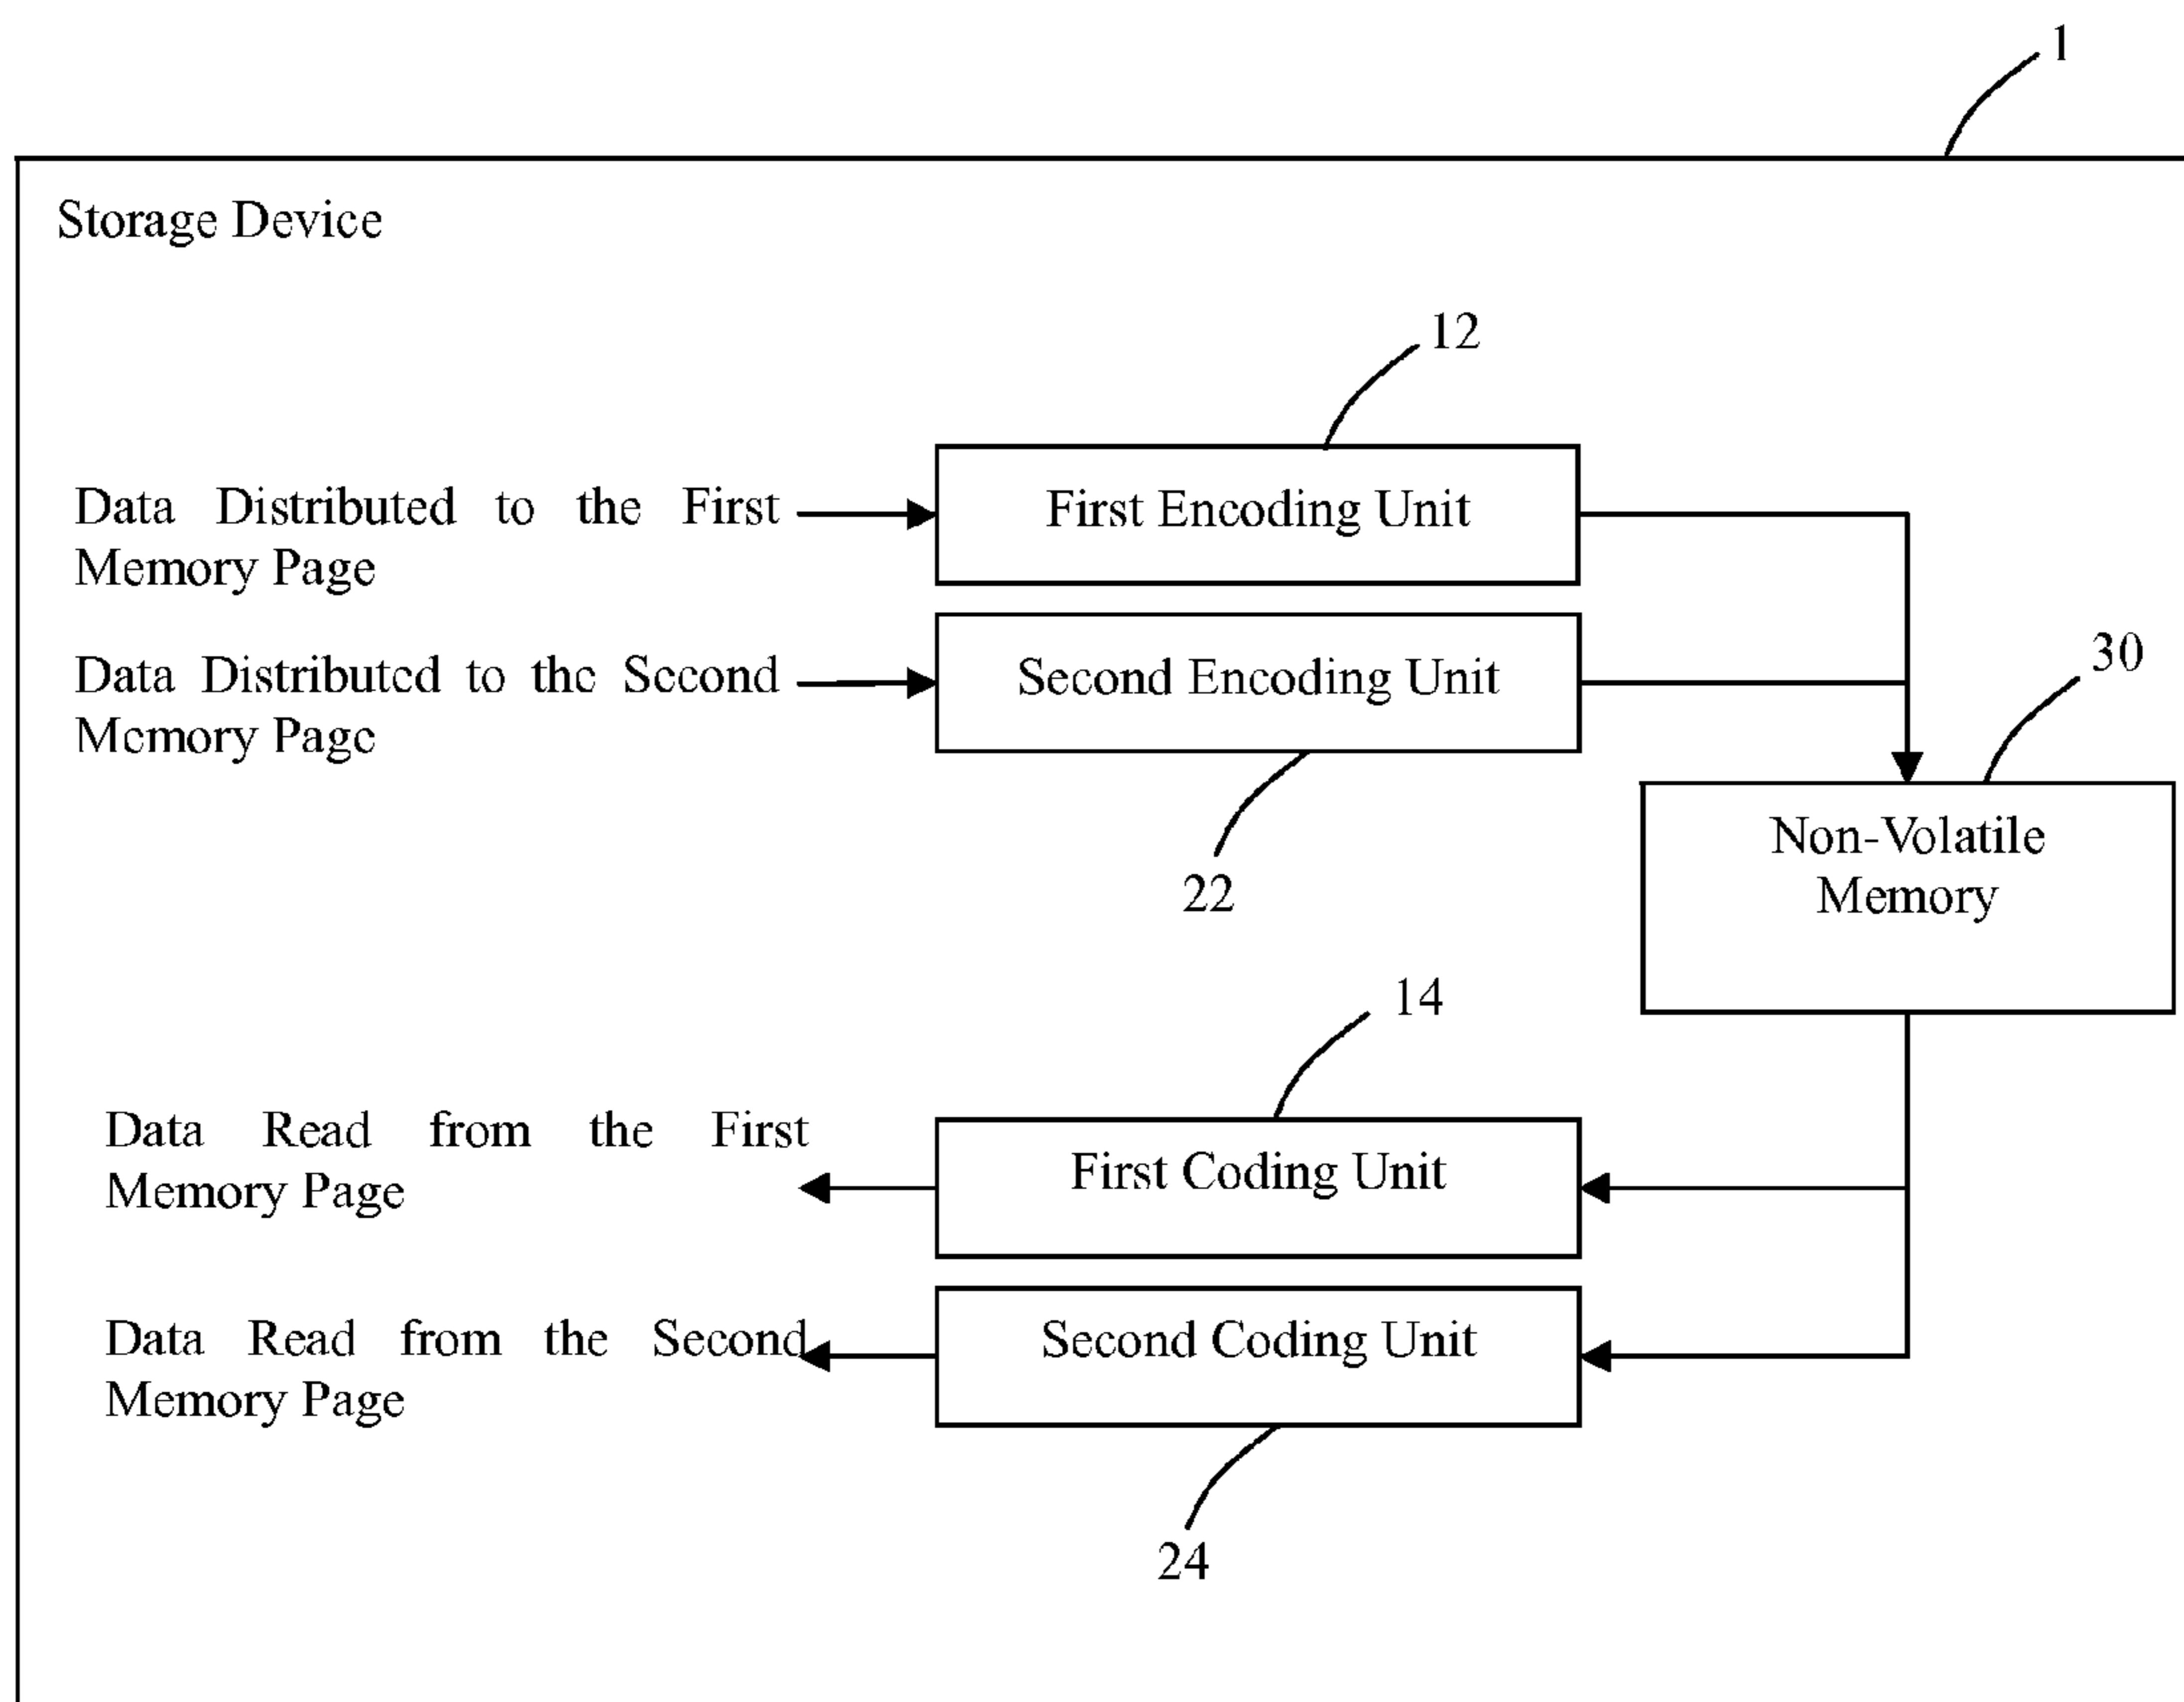 1
Storage Device
12
Data Distributed to the First
Memory Page
First Encoding Unit
Data Distributed to the Second
Memory Page
Second Encoding Unit
30
22
Non-Volatile
Memory
14
Data Read from the First
Memory Page
First Coding Unit
Data Read from the Second
Memory Page
Second Coding Unit
24